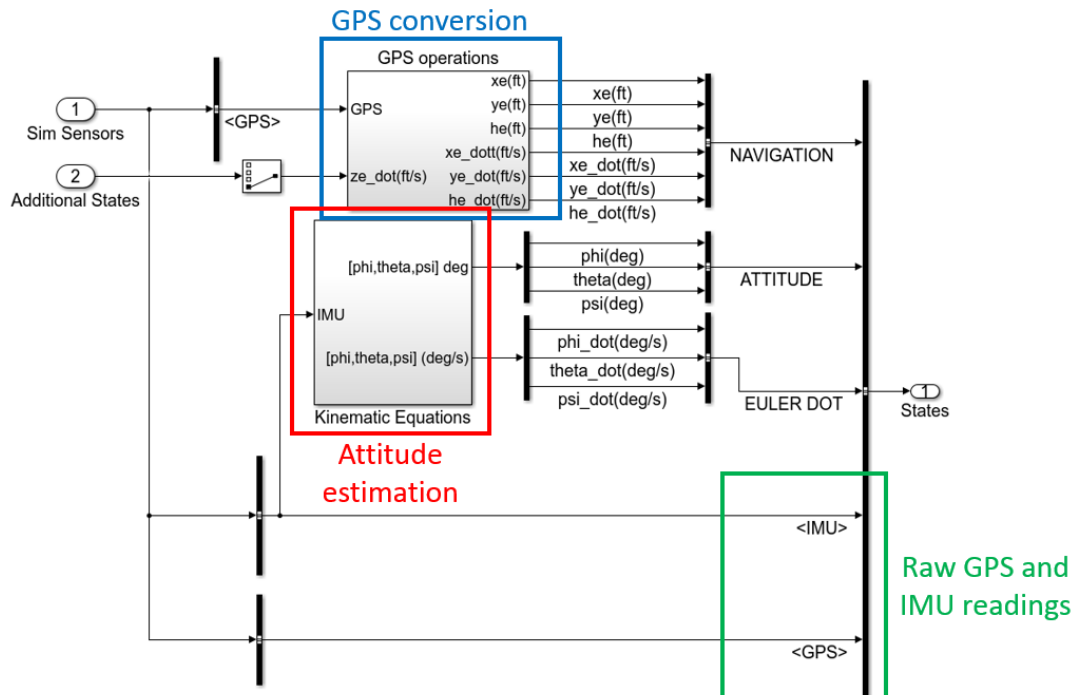 GPS conversion
GPS operations
1
Sim Sensors
<GPS>
2
Additional States
GPS
ze_dot(ft/s)
xe(ft)
ye(ft)
he(ft)
xe_dott(ft/s)
ye_dot(ft/s)
he_dot(ft/s)
xe(ft)
ye(ft)
he(ft)
xe_dot(ft/s)
ye_dot(ft/s)
he_dot(ft/s)
NAVIGATION
[phi,theta,psi] deg
IMU
[phi,theta,psi] (deg/s)
Kinematic Equations
phi(deg)
theta(deg)
psi(deg)
ATTITUDE
phi_dot(deg/s)
theta_dot(deg/s)
psi_dot(deg/s)
EULER DOT
1
States
Attitude
estimation
<IMU>
<GPS>
Raw GPS and
IMU readings